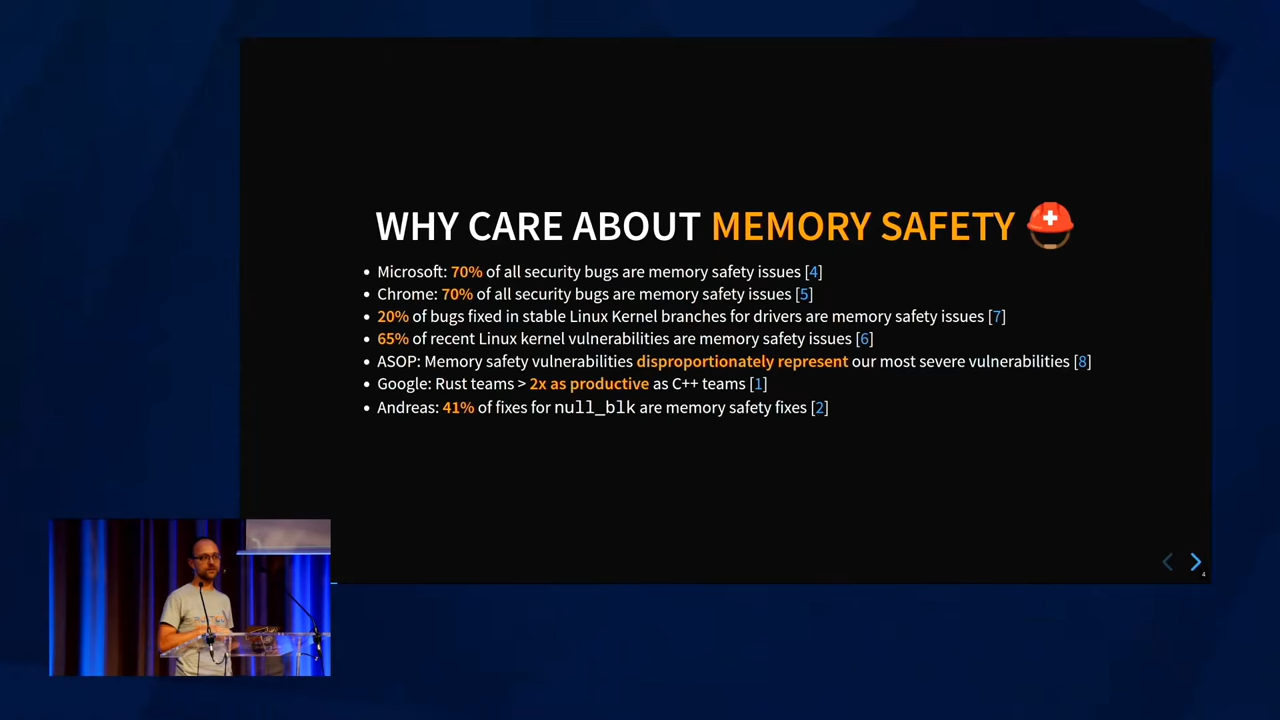 WHY CARE ABOUT MEMORY SAFETY
• Microsoft: 70% of all security bugs are memory safety issues [4]
• Chrome: 70% of all security bugs are memory safety issues [5]
• 20% of bugs fixed in stable Linux Kernel branches for drivers are memory safety issues [7]
• 65% of recent Linux kernel vulnerabilities are memory safety issues [6]
• ASOP: Memory safety vulnerabilities disproportionately represent our most severe vulnerabilities [8]
• Google: Rust teams > 2x as productive as C++ teams [1]
• Andreas: 41% of fixes for null_blk are memory safety fixes [2]
4